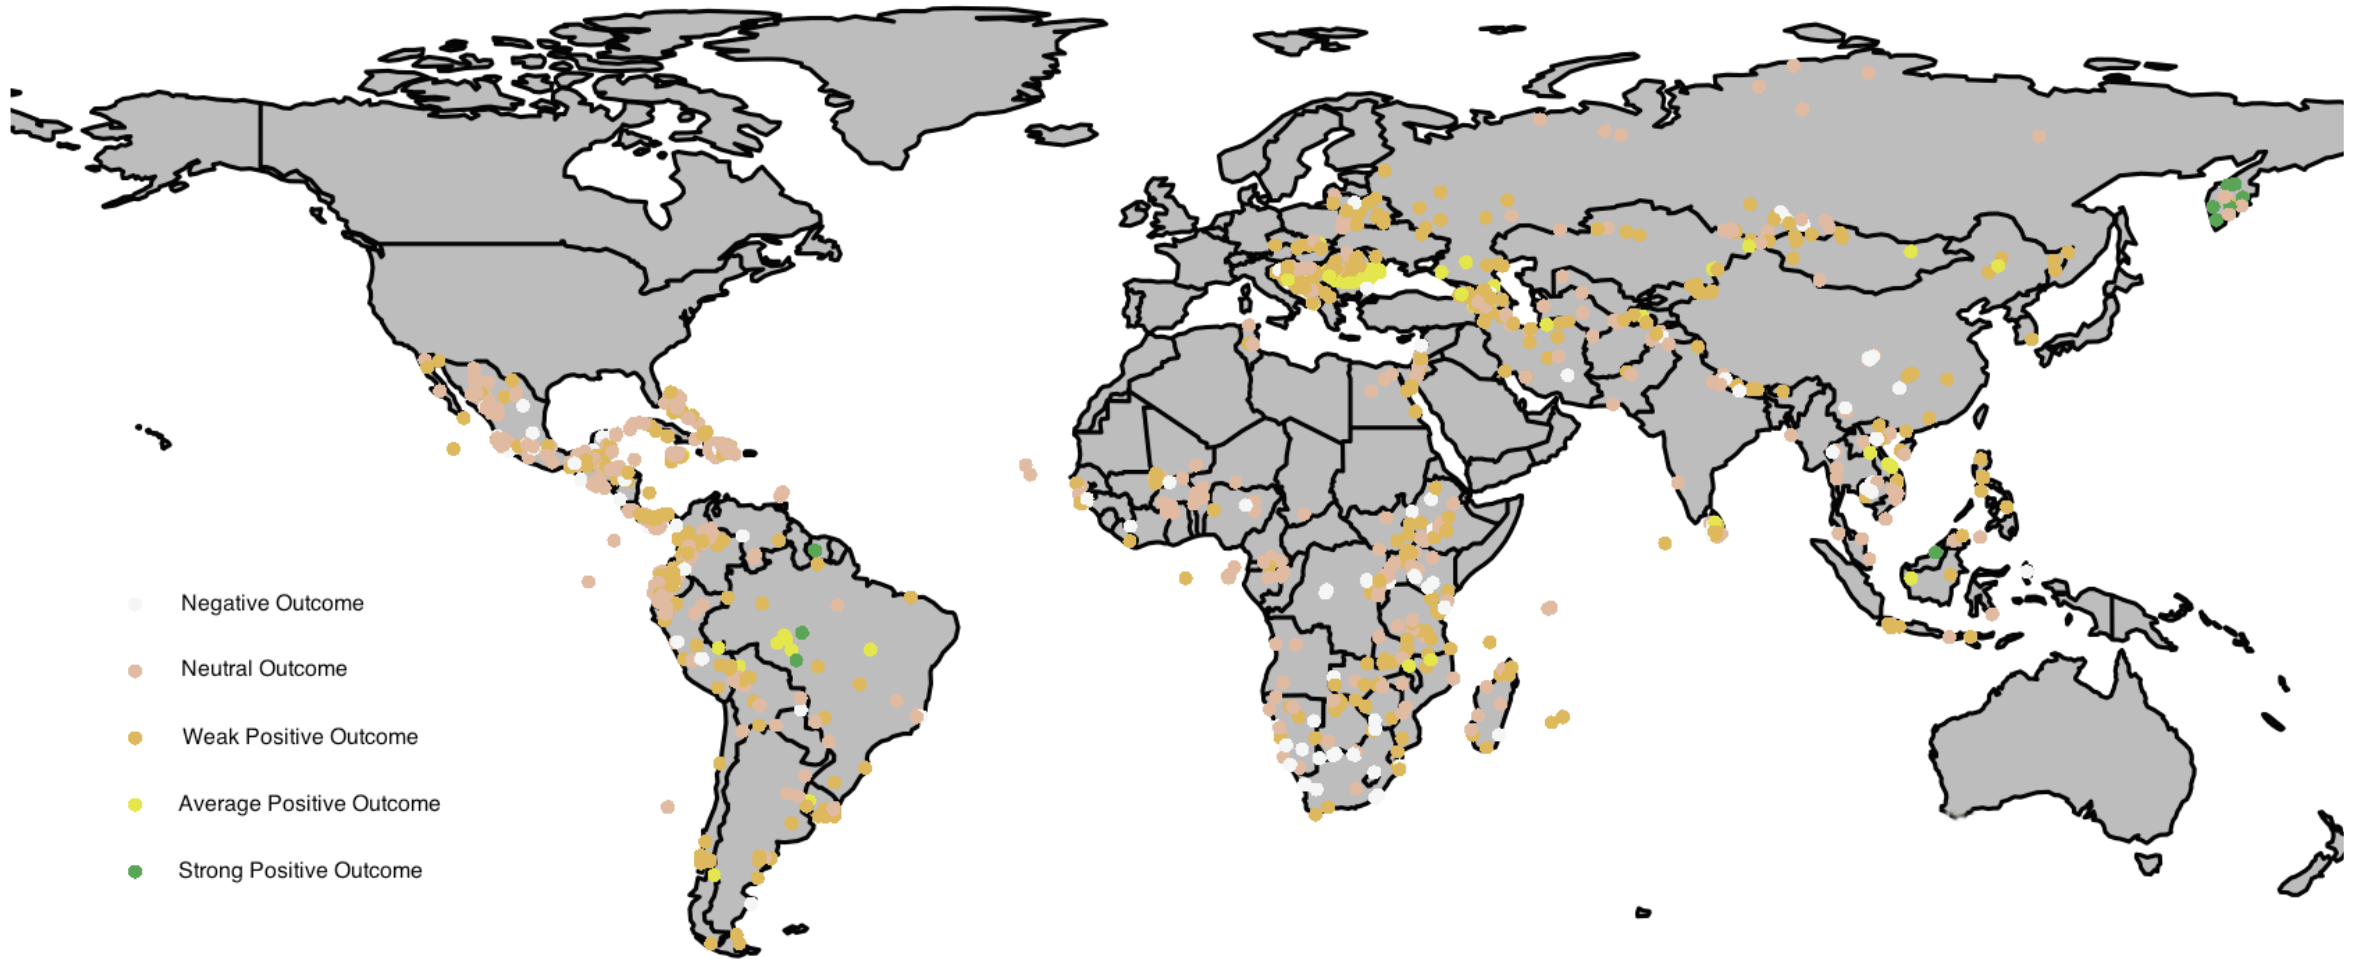 Negative Outcome
Neutral Outcome
Weak Positive Outcome
Average Positive Outcome
Strong Positive Outcome